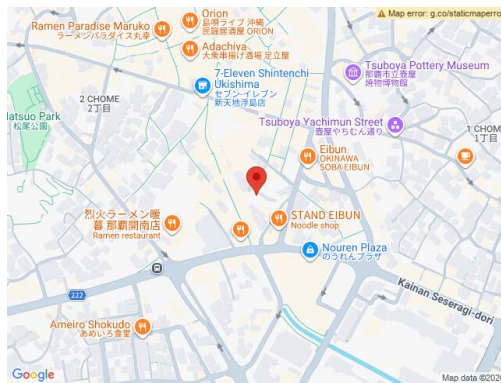 Orion
島唄ライブ 沖縄
民謡居酒屋 ORION
Map error: g.co/staticmaperro
Ramen Paradise Maruko
ラーメンパラダイス丸幸
Adachiya
大衆串揚げ酒場 足立屋
7-Eleven Shintenchi
Ukishima
セブン-イレブン
新天地浮島店
Tsuboya Pottery Museum
那覇市立壺屋
焼物博物館
2 CHOME
2丁目
Matsuo Park
松尾公園
Tsuboya Yachimun Street
壺屋やちむん通り
1 CHOM
1丁目
Eibun
OKINAWA
SOBA EIBUN
烈火ラーメン暖
暮 那覇開南店
Ramen restaurant
STAND EIBUN
Noodle shop
Nouren Plaza
のうれんプラザ
Kainan Seseragi-dori
222
Ameiro Shokudo
あめいろ食堂
Google
Map data ©202